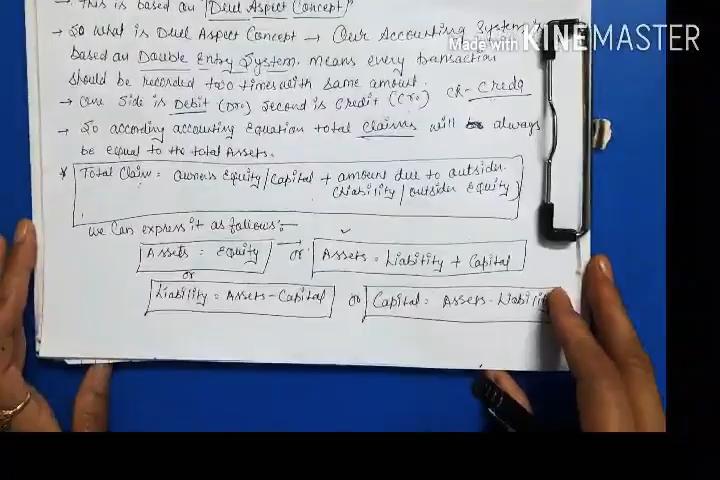 → This is based on "Duel Aspect Concept"
→ So what is Duel Aspect Concept → Our Accounting System is
Made with KINEMASTER
based on Double Entry System. means every transaction
should be recorded two times with same amount.
→ One Side is Debit (Dr.) Second is Credit (Cr.) CR- Credo
→ So according accounting Equation total claims will always
be equal to the total Assets.
* Total Claim = owners Equity/Capital + amount due to outsider.
(Liability/outsider Equity)
we can express it as follows:-
Assets = Equity → or Assets = Liability + Capital
or
Liability = Assets - Capital or Capital = Assets - Liability